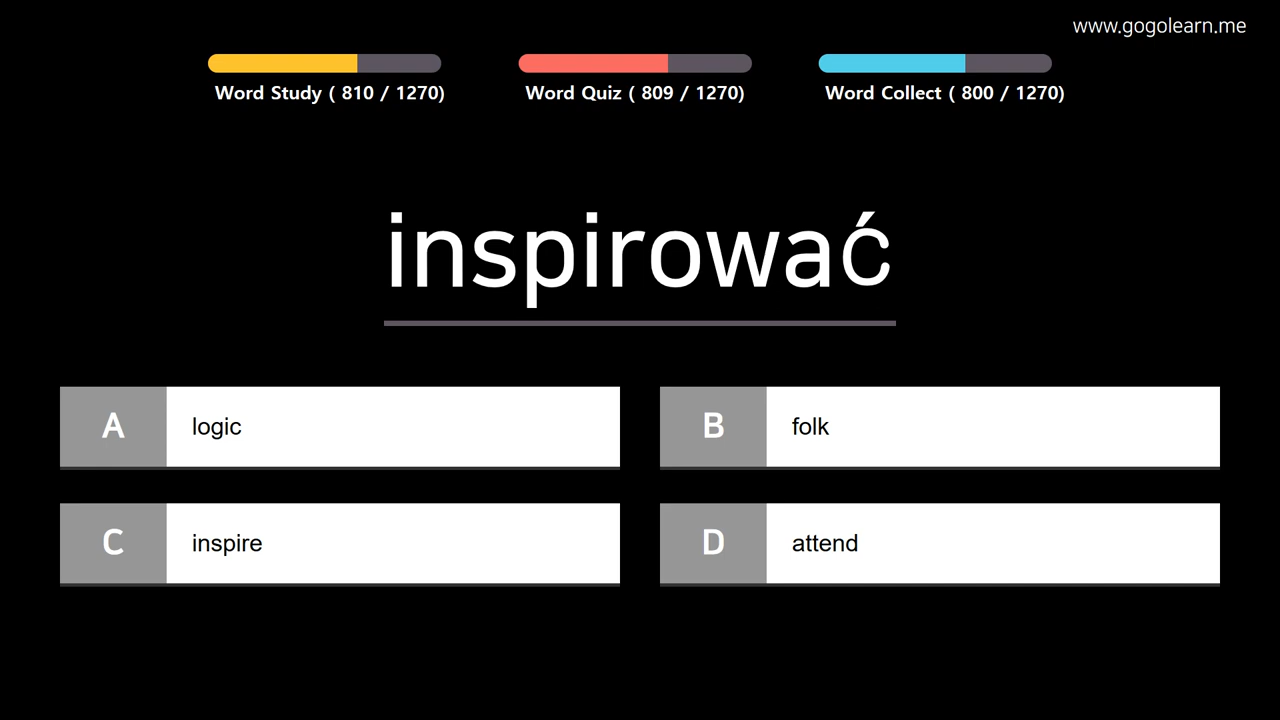 www.gogolearn.me
Word Study ( 810 / 1270)
Word Quiz ( 809 / 1270)
Word Collect ( 800 / 1270)
inspirować
A logic
B folk
C inspire
D attend